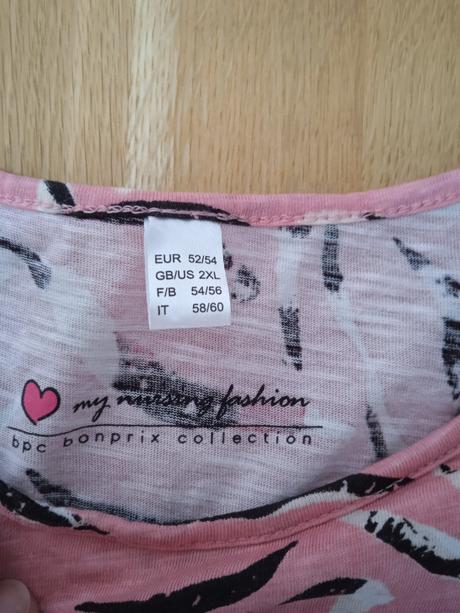 EUR 52/54
GB/US 2XL
F/B 54/56
IT 58/60
my nursing fashion
bpc bonprix collection